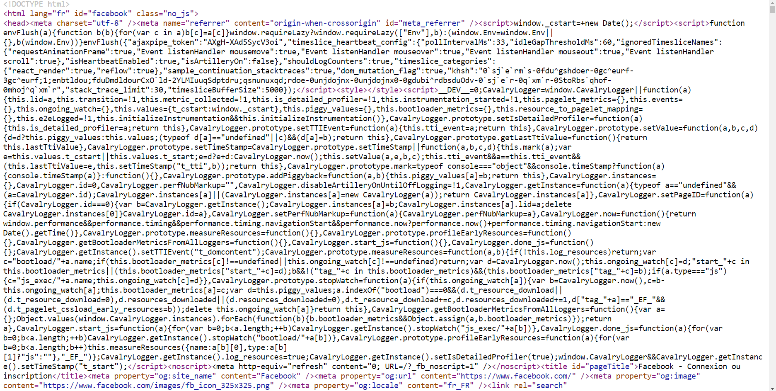 <!DOCTYPE html>
<html lang="fr" id="facebook" class="no_js">
<head><meta charset="utf-8" /><meta name="referrer" content="origin-when-crossorigin" id="meta_referrer" /><script>window._cstart=+new Date();</script><script>function
envFlush(a){function b(b){for(var c in a)b[c]=a[c]}window.requireLazy?window.requireLazy(["Env"],b):(window.Env=window.Env||
{},b(window.Env))}envFlush({"ajaxpipe_token":"AXgH-XAd5SycV3oi","timeslice_heartbeat_config":{"pollIntervalMs":33,"idleGapThresholdMs":60,"ignoredTimesliceNames":
{"requestAnimationFrame":true,"Event listenHandler mousemove":true,"Event listenHandler mouseover":true,"Event listenHandler mouseout":true,"Event listenHandler
scroll":true},"isHeartbeatEnabled":true,"isArtilleryOn":false},"shouldLogCounters":true,"timeslice_categories":
{"react_render":true,"reflow":true},"sample_continuation_stacktraces":true,"dom_mutation_flag":true,
"stack_trace_limit":30,"timesliceBufferSize":5000});</script><style></style><script>__DEV__=0;CavalryLogger=window.CavalryLogger||function(a)
{this.lid=a,this.transition=!1,this.metric_collected=!1,this.is_detailed_profiler=!1,this.instrumentation_started=!1,this.pagelet_metrics={},this.events=
{},this.ongoing_watch={},this.values={t_cstart:window._cstart},this.piggy_values={},this.bootloader_metrics={},this.resource_to_pagelet_mapping=
{},this.e2eLogged=!1,this.initializeInstrumentation&&this.initializeInstrumentation()},CavalryLogger.prototype.setIsDetailedProfiler=function(a)
{this.is_detailed_profiler=a;return this},CavalryLogger.prototype.setTTIEvent=function(a){this.tti_event=a;return this},CavalryLogger.prototype.setValue=function(a,b,c,d)
{d=d?this.piggy_values:this.values;(typeof d[a]=="undefined"||c)&&(d[a]=b);return this},CavalryLogger.prototype.getLastTtiValue=function(){return
this.lastTtiValue},CavalryLogger.prototype.setTimeStamp=CavalryLogger.prototype.setTimeStamp||function(a,b,c,d){this.mark(a);var
e=this.values.t_cstart||this.values.t_start;e=d?e+d:CavalryLogger.now();this.setValue(a,e,b,c);this.tti_event&&a==this.tti_event&&
(this.lastTtiValue=e,this.setTimeStamp("t_tti",b));return this},CavalryLogger.prototype.mark=typeof console==="object"&&console.timeStamp?function(a)
{console.timeStamp(a)}:function(){},CavalryLogger.prototype.addPiggyback=function(a,b){this.piggy_values[a]=b;return this},CavalryLogger.instances=
{},CavalryLogger.id=0,CavalryLogger.perfNubMarkup="",CavalryLogger.disableArtilleryOnUntilOffLogging=!1,CavalryLogger.getInstance=function(a){typeof a=="undefined"&&
(a=CavalryLogger.id);CavalryLogger.instances[a]||(CavalryLogger.instances[a]=new CavalryLogger(a));return CavalryLogger.instances[a]},CavalryLogger.setPageID=function(a)
{if(CavalryLogger.id===0){var b=CavalryLogger.getInstance();CavalryLogger.instances[a]=b;CavalryLogger.instances[a].lid=a;delete
CavalryLogger.instances[0]}CavalryLogger.id=a},CavalryLogger.setPerfNubMarkup=function(a){CavalryLogger.perfNubMarkup=a},CavalryLogger.now=function(){return
window.performance&&performance.timing&&performance.timing.navigationStart&&performance.now?performance.now()+performance.timing.navigationStart:new
Date().getTime()},CavalryLogger.prototype.measureResources=function(){},CavalryLogger.prototype.profileEarlyResources=function()
{},CavalryLogger.getBootloaderMetricsFromAllLoggers=function(){},CavalryLogger.start_js=function(){},CavalryLogger.done_js=function()
{};CavalryLogger.getInstance().setTTIEvent("t_domcontent");CavalryLogger.prototype.measureResources=function(a,b){if(!this.log_resources)return;var
c="bootload/"+a.name;if(this.bootloader_metrics[c]!==undefined||this.ongoing_watch[c]!==undefined)return;var d=CavalryLogger.now();this.ongoing_watch[c]=d;"start_"+c in
this.bootloader_metrics||(this.bootloader_metrics["start_"+c]=d);b&&!("tag_"+c in this.bootloader_metrics)&&(this.bootloader_metrics["tag_"+c]=b);if(a.type==="js")
{c="js_exec/"+a.name;this.ongoing_watch[c]=d}},CavalryLogger.prototype.stopWatch=function(a){if(this.ongoing_watch[a]){var b=CavalryLogger.now(),c=b-
this.ongoing_watch[a];this.bootloader_metrics[a]=c;var d=this.piggy_values;a.indexOf("bootload")===0&&(d.t_resource_download||
(d.t_resource_download=0),d.resources_downloaded||(d.resources_downloaded=0),d.t_resource_download+=c,d.resources_downloaded+=1,d["tag_"+a]=="_EF_"&&
(d.t_pagelet_cssload_early_resources=b));delete this.ongoing_watch[a]}return this},CavalryLogger.getBootloaderMetricsFromAllLoggers=function(){var a=
{};Object.values(window.CavalryLogger.instances).forEach(function(b){b.bootloader_metrics&&Object.assign(a,b.bootloader_metrics)});return
a},CavalryLogger.start_js=function(a){for(var b=0;b<a.length;++b)CavalryLogger.getInstance().stopWatch("js_exec/"+a[b])},CavalryLogger.done_js=function(a){for(var
b=0;b<a.length;++b)CavalryLogger.getInstance().stopWatch("bootload/"+a[b])},CavalryLogger.prototype.profileEarlyResources=function(a){for(var
b=0;b<a.length;b++)this.measureResources({name:a[b][0],type:a[b]
[1]?"js":""},"_EF_")};CavalryLogger.getInstance().log_resources=true;CavalryLogger.getInstance().setIsDetailedProfiler(true);window.CavalryLogger&&CavalryLogger.getInstanc
e().setTimeStamp("t_start");</script><noscript><meta http-equiv="refresh" content="0; URL=/?_fb_noscript=1" /></noscript><title id="pageTitle">Facebook - Connexion ou
inscription</title><meta property="og:site_name" content="Facebook" /><meta property="og:url" content="https://www.facebook.com/" /><meta property="og:image"
content="https://www.facebook.com/images/fb_icon_325x325.png" /><meta property="og:locale" content="fr_FR" /><link rel="search"